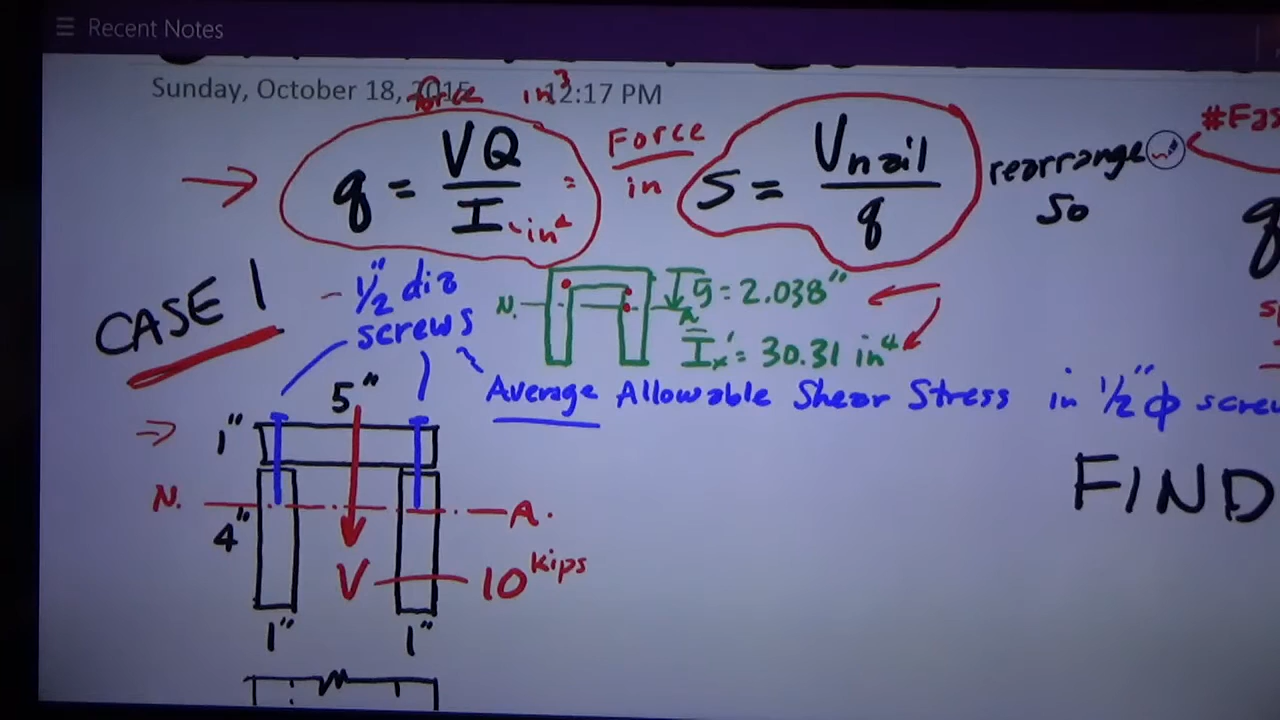 Recent Notes
Sunday, October 18, 2015 12:17 PM
force in³
q = VQ / I = Force / in
in⁴
S = Vnail / q
rearrange
so
#Fas
q
CASE 1
1/2" dia
screws
N. A
ȳ = 2.038"
Īx' = 30.31 in⁴
Average Allowable Shear Stress in 1/2" ϕ screw
FIND
5"
1"
N. A.
4"
V 10 kips
1" 1"